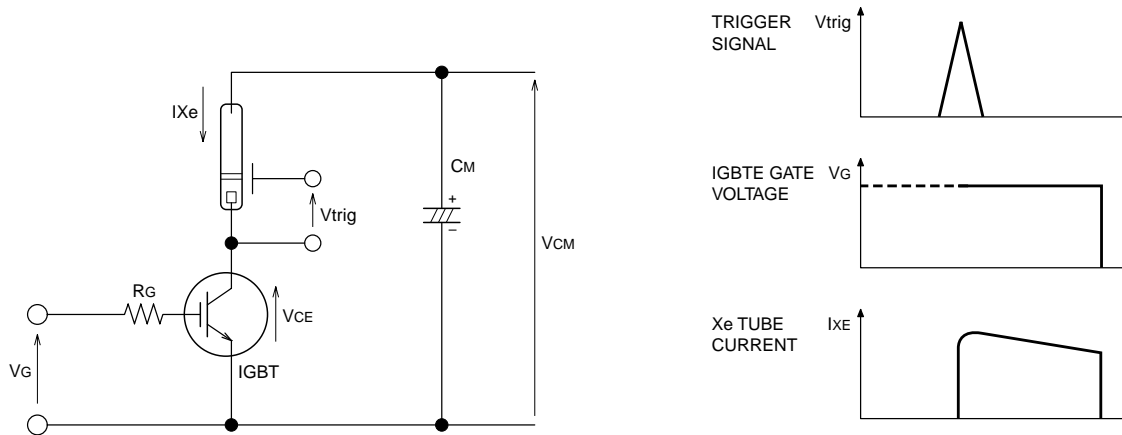 IXe
CM
+
–
Vtrig
VCM
RG
VCE
VG
IGBT
TRIGGER
SIGNAL
Vtrig
IGBTE GATE
VOLTAGE
VG
Xe TUBE
CURRENT
IXE